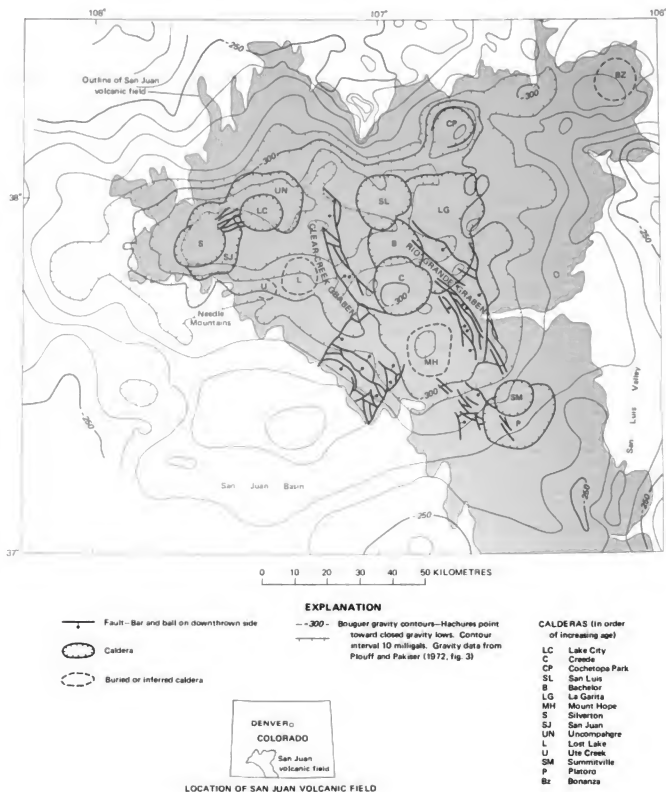 108°
107°
106°
-250
Outline of San Juan
volcanic field
-300
BZ
CP
-300
38°
UN
LC
SL
LG
-250
S
SJ
B
CLEAR CREEK GRABEN
RIO GRANDE GRABEN
U
L
C
-300
Needle
Mountains
MH
-300
SM
P
-250
San Luis Valley
San Juan Basin
-250
-250
37°
0 10 20 30 40 50 KILOMETRES
EXPLANATION
Fault—Bar and ball on downthrown side
Caldera
Buried or inferred caldera
--300- Bouguer gravity contours—Hachures point
toward closed gravity lows. Contour
interval 10 milligals. Gravity data from
Plouff and Pakiser (1972, fig. 3)
CALDERAS (in order
of increasing age)
LC Lake City
C Creede
CP Cochetopa Park
SL San Luis
B Bachelor
LG La Garita
MH Mount Hope
S Silverton
SJ San Juan
UN Uncompahgre
L Lost Lake
U Ute Creek
SM Summitville
P Platoro
Bz Bonanza
DENVER
COLORADO
San Juan
volcanic field
LOCATION OF SAN JUAN VOLCANIC FIELD